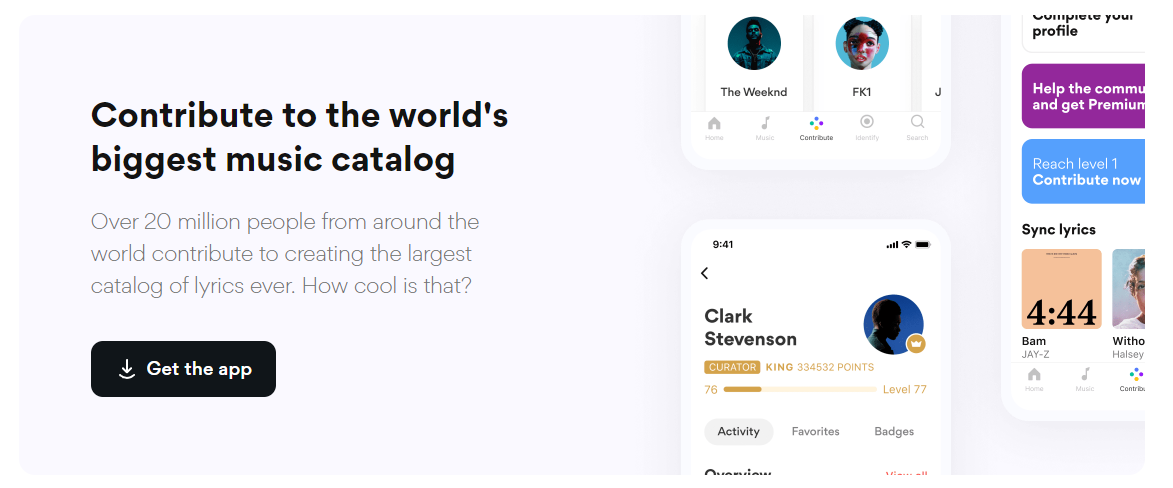 Contribute to the world's
biggest music catalog
Over 20 million people from around the
world contribute to creating the largest
catalog of lyrics ever. How cool is that?
Get the app
The Weeknd
FK1
J
Home
Music
Contribute
Identify
Search
9:41
Clark
Stevenson
CURATOR KING 334532 POINTS
76
Level 77
Activity
Favorites
Badges
Overview
View all
Complete your
profile
Help the commu
and get Premium
Reach level 1
Contribute now
Sync lyrics
4:44
Bam
JAY-Z
Witho
Halsey
Home
Music
Contribu